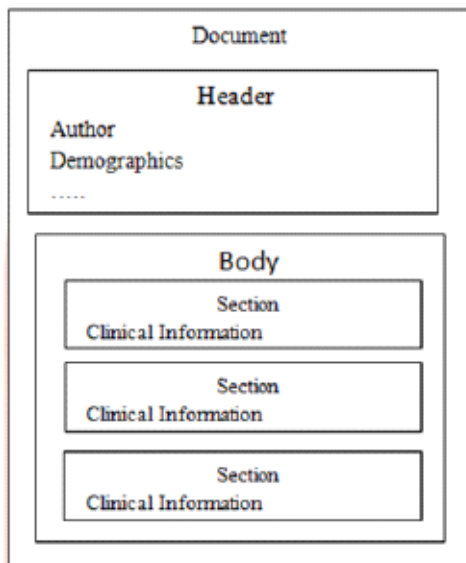 Document
Header
Author
Demographics
.....
Body
Section
Clinical Information
Section
Clinical Information
Section
Clinical Information